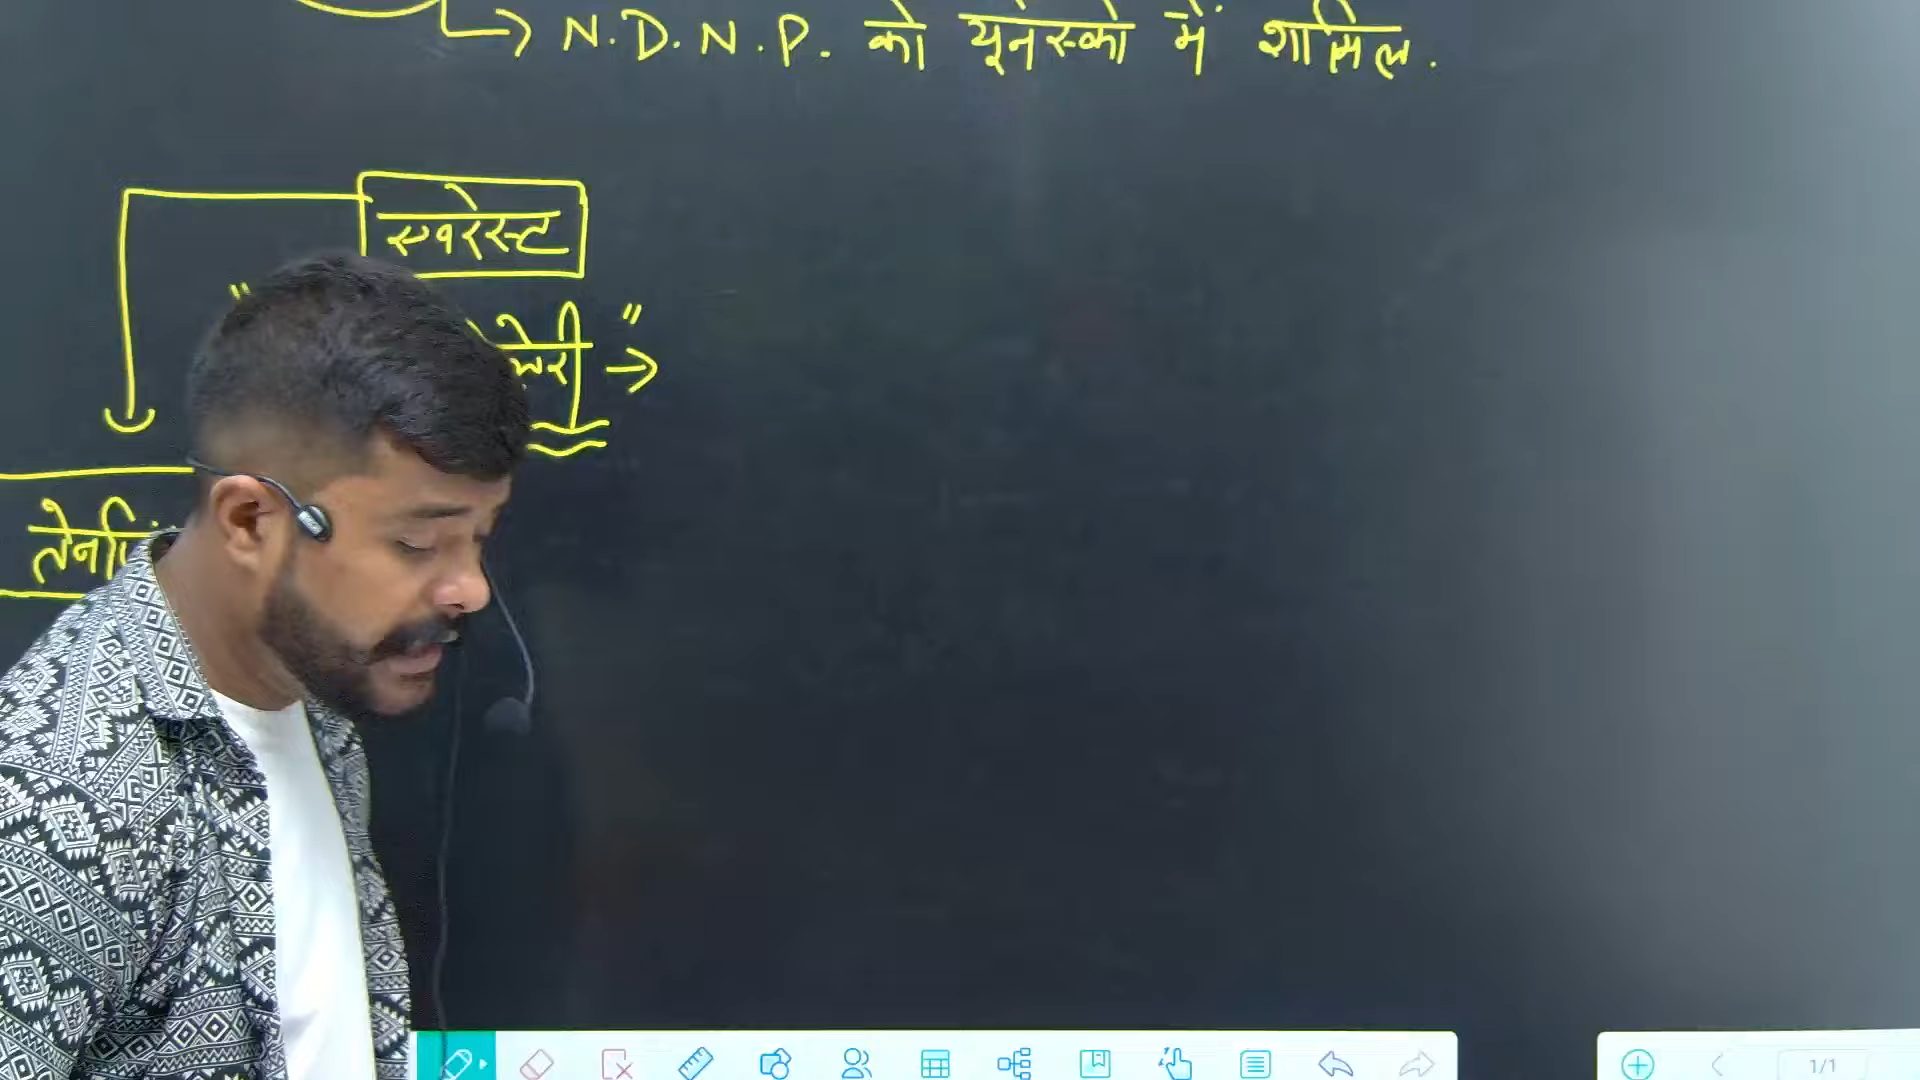 N.D.N.P. को यूनेस्को में शामिल.
एवरेस्ट
" "
1/1